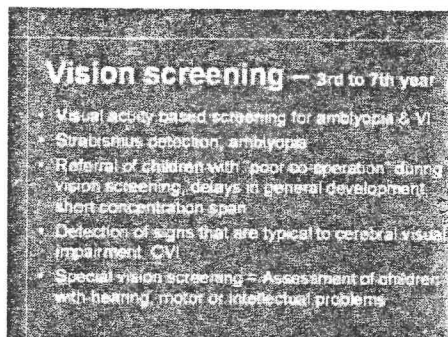 Vision screening – 3rd to 7th year
• Visual acuity based screening for amblyopia & VI
• Strabismus detection, amblyopia
• Referral of children with "poor co-operation" during
vision screening, delays in general development,
short concentration span
• Detection of signs that are typical to cerebral visual
impairment, CVI
• Special vision screening = Assessment of children
with hearing, motor or intellectual problems